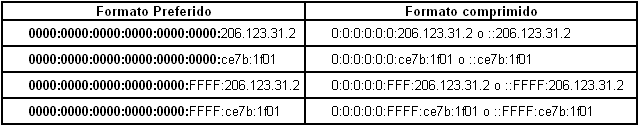 Formato Preferido Formato comprimido
0000:0000:0000:0000:0000:0000:206.123.31.2 0:0:0:0:0:0:206.123.31.2 o ::206.123.31.2
0000:0000:0000:0000:0000:0000:ce7b:1f01 0:0:0:0:0:0:ce7b:1f01 o ::ce7b:1f01
0000:0000:0000:0000:0000:FFFF:206.123.31.2 0:0:0:0:0:FFF:206.123.31.2 o ::FFFF:206.123.31.2
0000:0000:0000:0000:0000:FFFF:ce7b:1f01 0:0:0:0:0:FFFF:ce7b:1f01 o ::FFFF:ce7b:1f01